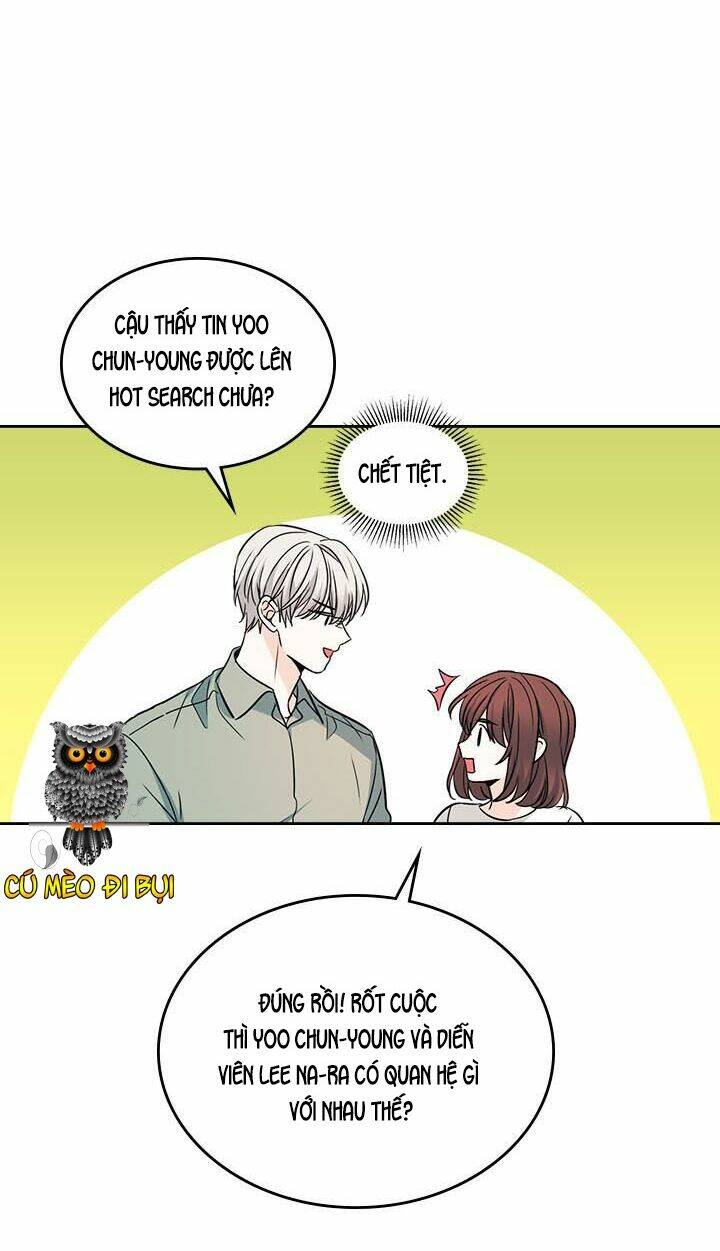 CẬU THẤY TIN YOO
CHUN-YOUNG ĐƯỢC LÊN
HOT SEARCH CHƯA?
CHẾT TIỆT.
CÚ MÈO ĐI BỤI
ĐÚNG RỒI! RỐT CUỘC
THÌ YOO CHUN-YOUNG VÀ DIỄN
VIÊN LEE NA-RA CÓ QUAN HỆ GÌ
VỚI NHAU THẾ?